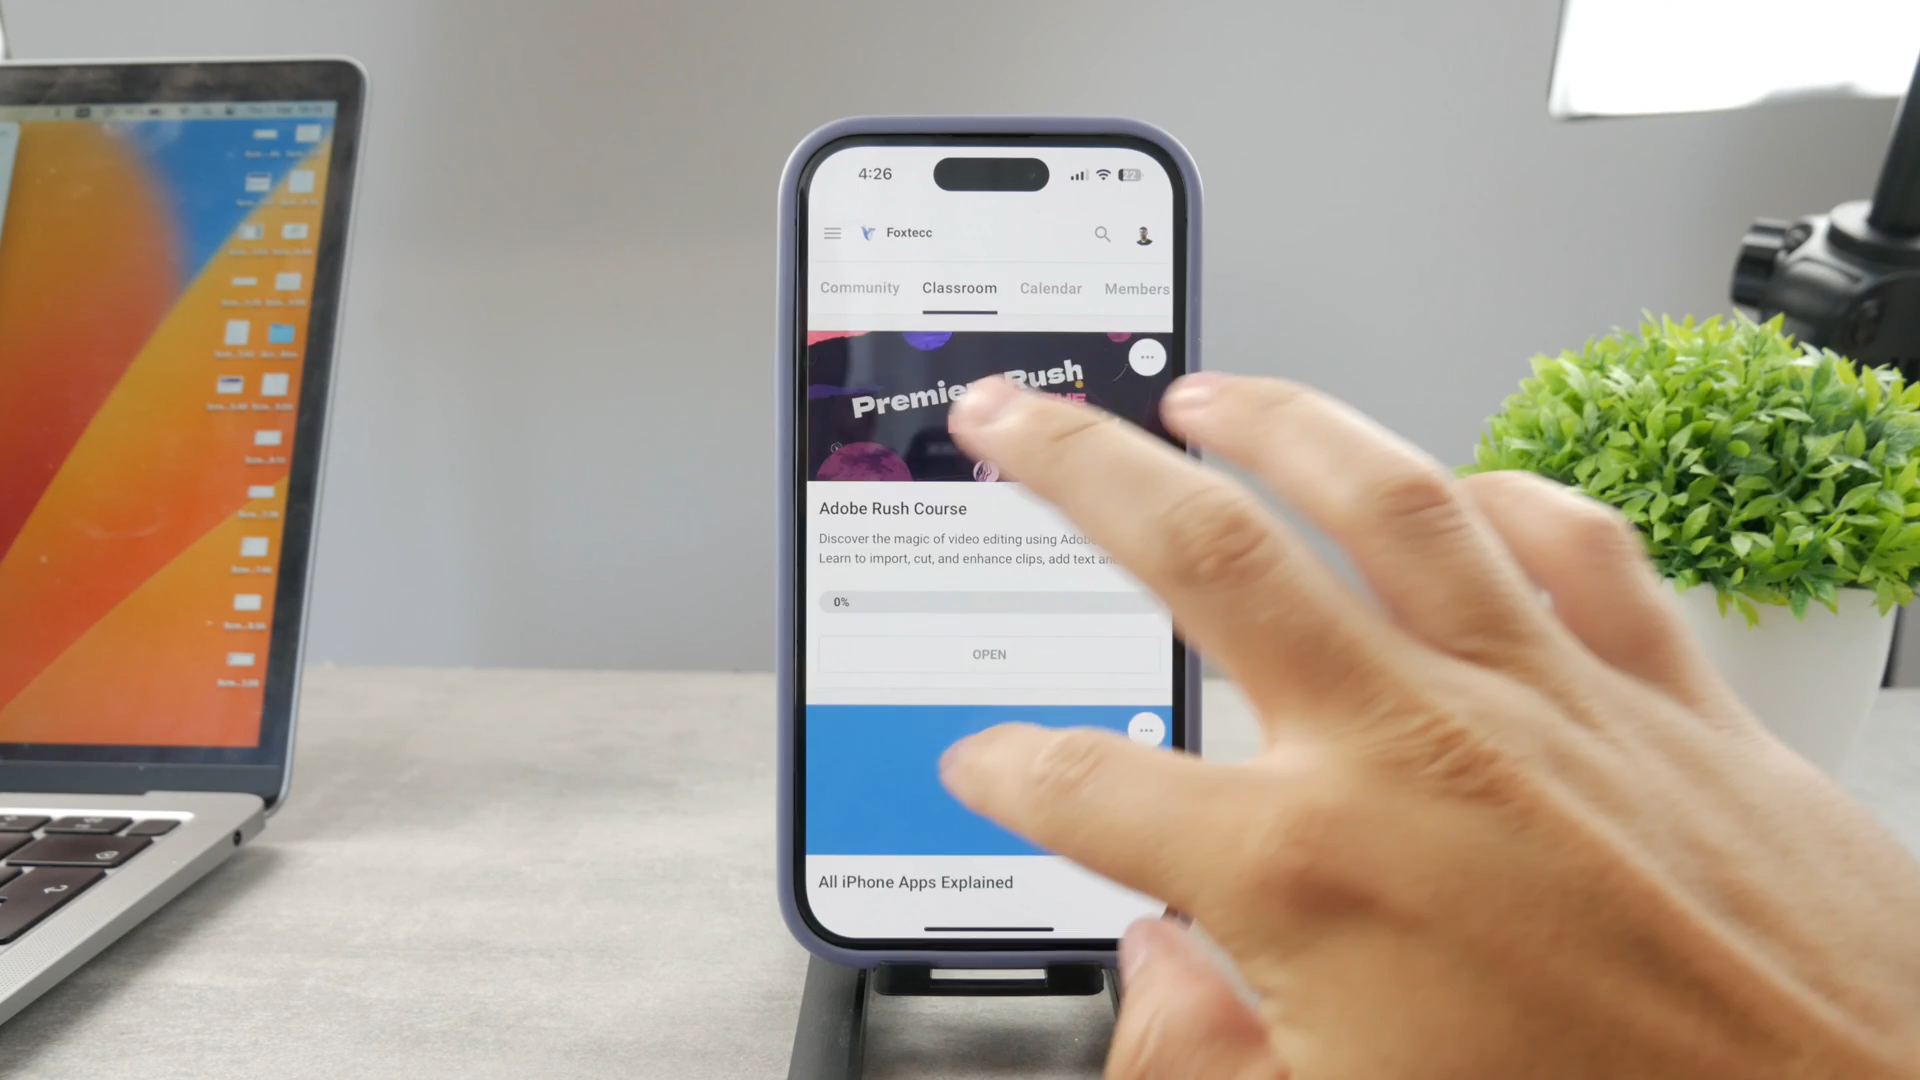 4:26
22
Foxtecc
Community Classroom Calendar Members
Rush
Adobe Rush Course
Discover the magic of video editing using
Learn to import, cut, and enhance clips, add text
0%
OPEN
All iPhone Apps Explained